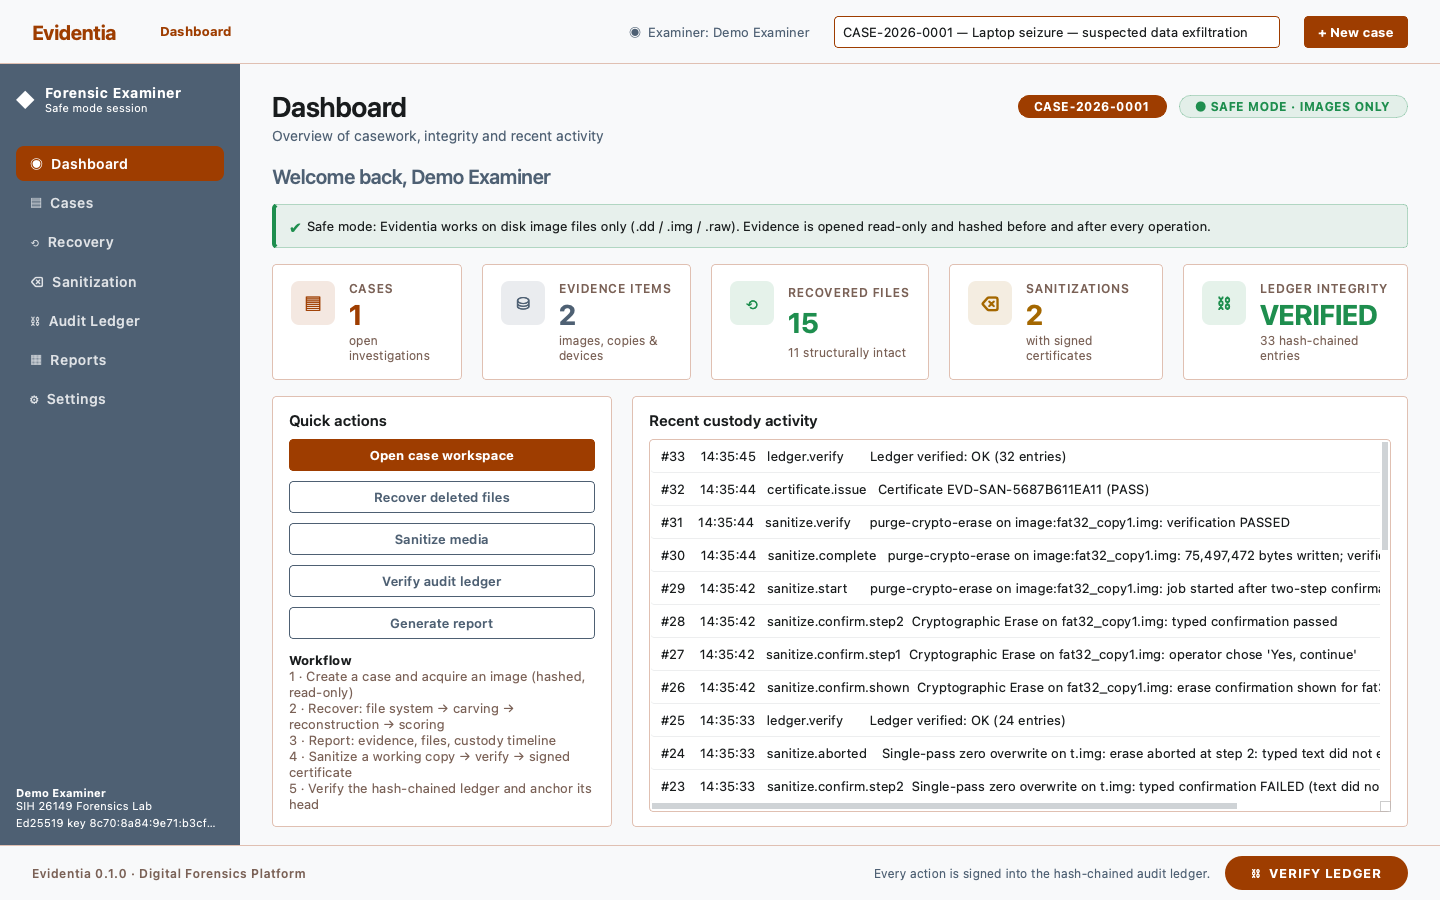 Evidentia
Dashboard
Examiner: Demo Examiner
CASE-2026-0001 — Laptop seizure — suspected data exfiltration
+ New case
Forensic Examiner
Safe mode session
Dashboard
Cases
Recovery
Sanitization
Audit Ledger
Reports
Settings
Demo Examiner
SIH 26149 Forensics Lab
Ed25519 key 8c70:8a84:9e71:b3cf...
Dashboard
Overview of casework, integrity and recent activity
CASE-2026-0001
SAFE MODE · IMAGES ONLY
Welcome back, Demo Examiner
✔ Safe mode: Evidentia works on disk image files only (.dd / .img / .raw). Evidence is opened read-only and hashed before and after every operation.
CASES
1
open
investigations
EVIDENCE ITEMS
2
images, copies &
devices
RECOVERED FILES
15
11 structurally intact
SANITIZATIONS
2
with signed
certificates
LEDGER INTEGRITY
VERIFIED
33 hash-chained
entries
Quick actions
Open case workspace
Recover deleted files
Sanitize media
Verify audit ledger
Generate report
Workflow
1 · Create a case and acquire an image (hashed,
read-only)
2 · Recover: file system → carving →
reconstruction → scoring
3 · Report: evidence, files, custody timeline
4 · Sanitize a working copy → verify → signed
certificate
5 · Verify the hash-chained ledger and anchor its
head
Recent custody activity
#33 14:35:45 ledger.verify Ledger verified: OK (32 entries)
#32 14:35:44 certificate.issue Certificate EVD-SAN-5687B611EA11 (PASS)
#31 14:35:44 sanitize.verify purge-crypto-erase on image:fat32_copy1.img: verification PASSED
#30 14:35:44 sanitize.complete purge-crypto-erase on image:fat32_copy1.img: 75,497,472 bytes written; verific
#29 14:35:42 sanitize.start purge-crypto-erase on image:fat32_copy1.img: job started after two-step confirma
#28 14:35:42 sanitize.confirm.step2 Cryptographic Erase on fat32_copy1.img: typed confirmation passed
#27 14:35:42 sanitize.confirm.step1 Cryptographic Erase on fat32_copy1.img: operator chose 'Yes, continue'
#26 14:35:42 sanitize.confirm.shown Cryptographic Erase on fat32_copy1.img: erase confirmation shown for fat3
#25 14:35:33 ledger.verify Ledger verified: OK (24 entries)
#24 14:35:33 sanitize.aborted Single-pass zero overwrite on t.img: erase aborted at step 2: typed text did not e
#23 14:35:33 sanitize.confirm.step2 Single-pass zero overwrite on t.img: typed confirmation FAILED (text did no
Evidentia 0.1.0 · Digital Forensics Platform
Every action is signed into the hash-chained audit ledger.
VERIFY LEDGER